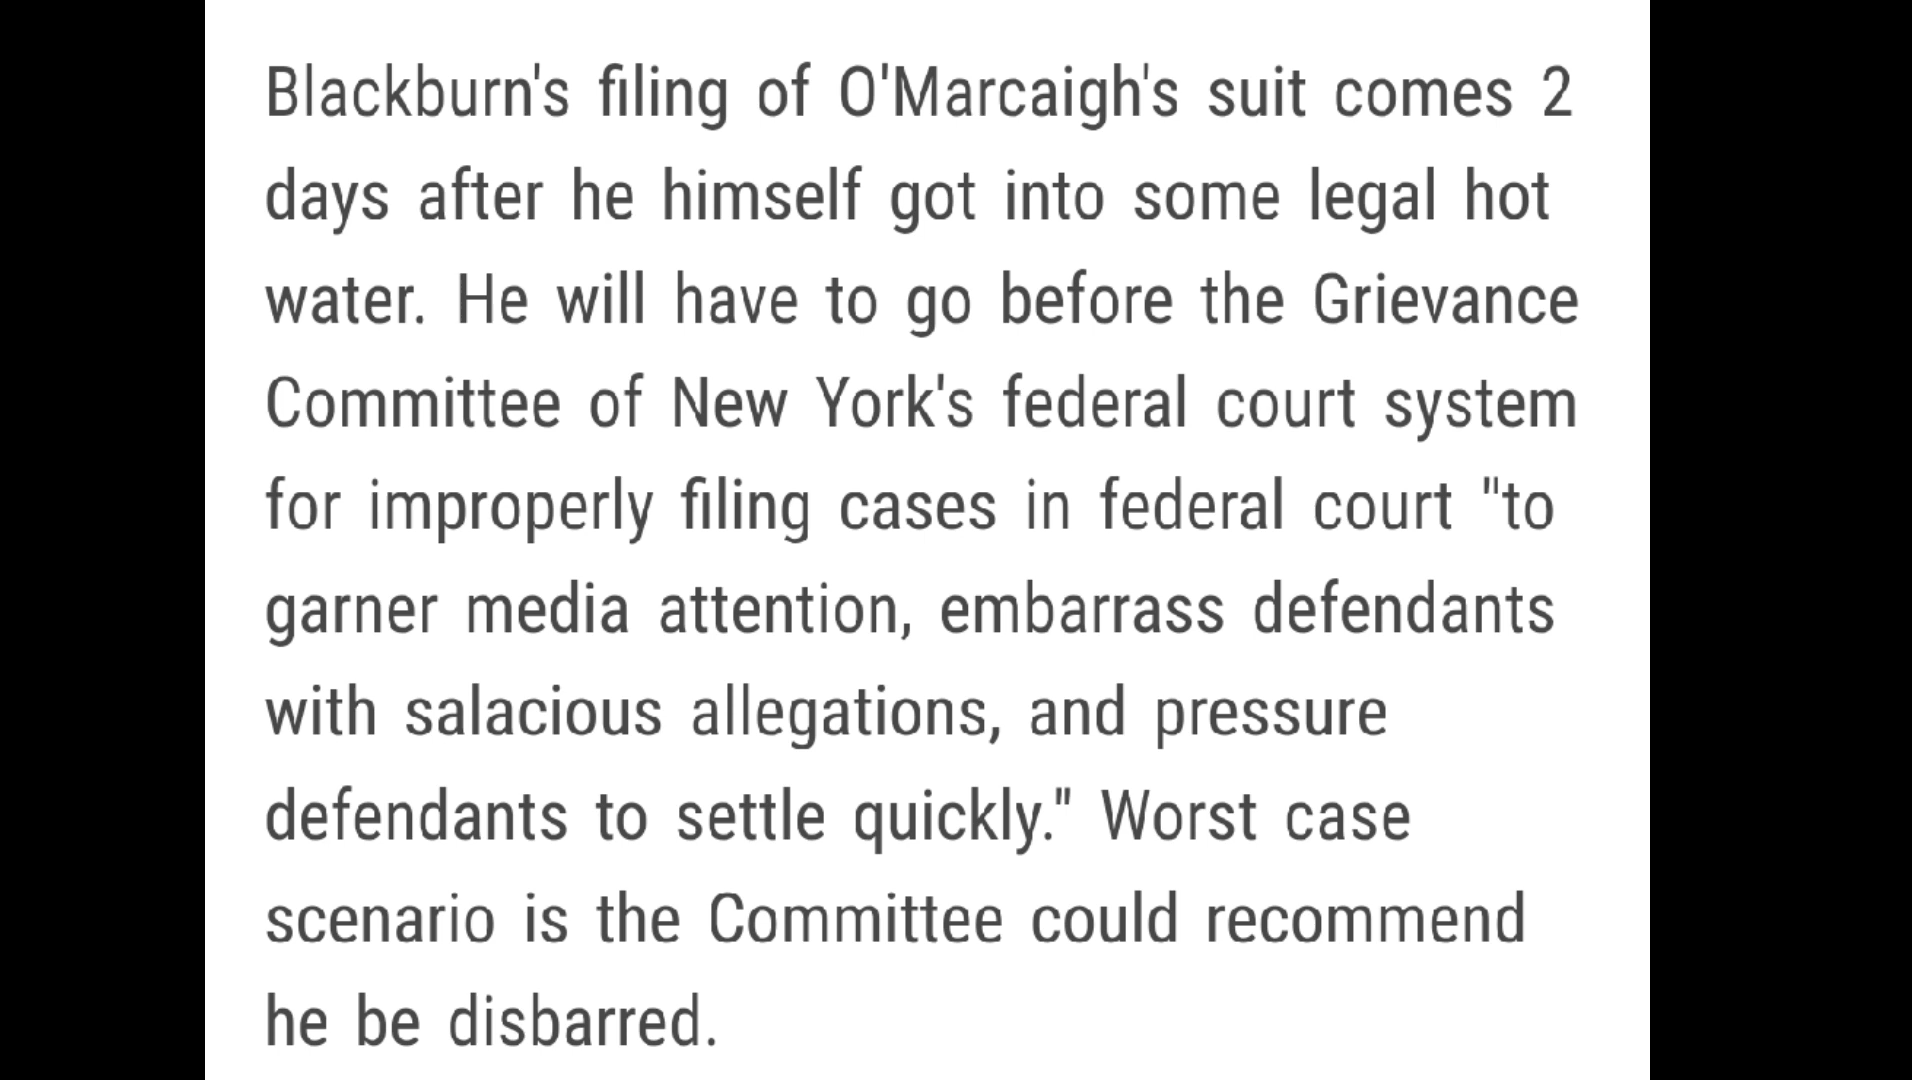 Blackburn's filing of O'Marcaigh's suit comes 2
days after he himself got into some legal hot
water. He will have to go before the Grievance
Committee of New York's federal court system
for improperly filing cases in federal court "to
garner media attention, embarrass defendants
with salacious allegations, and pressure
defendants to settle quickly." Worst case
scenario is the Committee could recommend
he be disbarred.